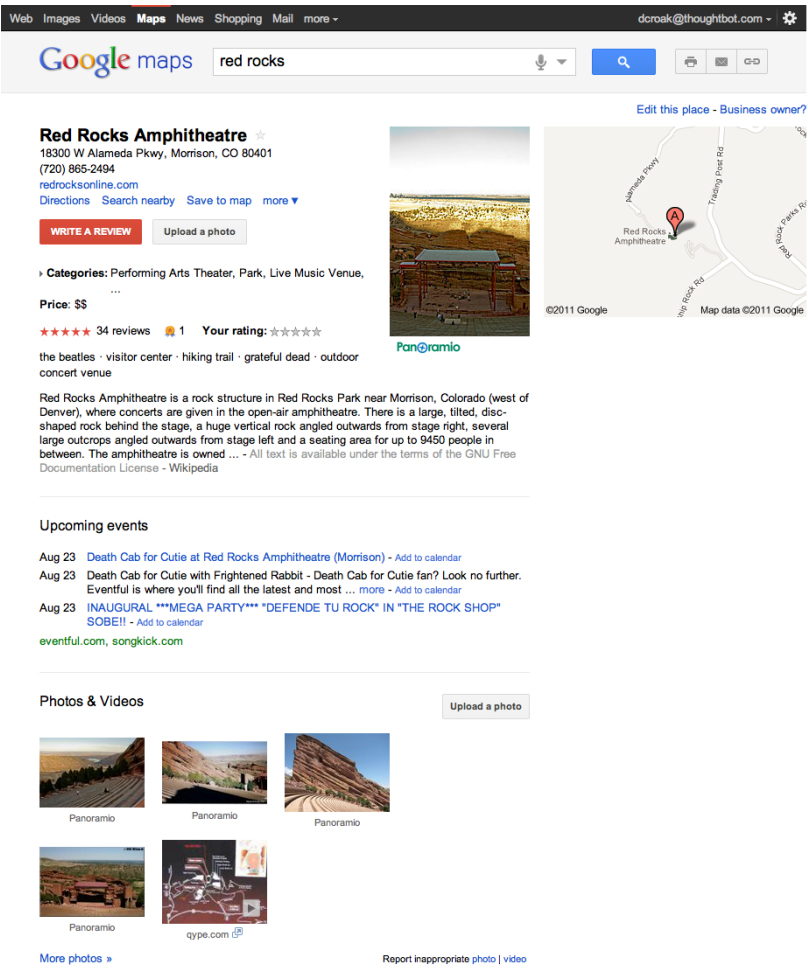 Web Images Videos Maps News Shopping Mail more
dcroak@thoughtbot.com
Google maps
red rocks
Edit this place - Business owner?
Red Rocks Amphitheatre
18300 W Alameda Pkwy, Morrison, CO 80401
(720) 865-2494
redrocksonline.com
Directions Search nearby Save to map more ▼
WRITE A REVIEW Upload a photo
Categories: Performing Arts Theater, Park, Live Music Venue,
...
Price: $$
34 reviews 1 Your rating:
the beatles · visitor center · hiking trail · grateful dead · outdoor
concert venue
Panoramio
Alameda Pkwy
Trading Post Rd
A
Red Rocks
Amphitheatre
Red Rock Parks R
ship Rock Rd
©2011 Google
Map data ©2011 Google
Red Rocks Amphitheatre is a rock structure in Red Rocks Park near Morrison, Colorado (west of
Denver), where concerts are given in the open-air amphitheatre. There is a large, tilted, disc-
shaped rock behind the stage, a huge vertical rock angled outwards from stage right, several
large outcrops angled outwards from stage left and a seating area for up to 9450 people in
between. The amphitheatre is owned ... - All text is available under the terms of the GNU Free
Documentation License - Wikipedia
Upcoming events
Aug 23 Death Cab for Cutie at Red Rocks Amphitheatre (Morrison) - Add to calendar
Aug 23 Death Cab for Cutie with Frightened Rabbit - Death Cab for Cutie fan? Look no further.
Eventful is where you'll find all the latest and most ... more - Add to calendar
Aug 23 INAUGURAL ***MEGA PARTY*** "DEFENDE TU ROCK" IN "THE ROCK SHOP"
SOBE!! - Add to calendar
eventful.com, songkick.com
Photos & Videos
Upload a photo
Panoramio
Panoramio
Panoramio
Panoramio
qype.com
More photos »
Report inappropriate photo | video